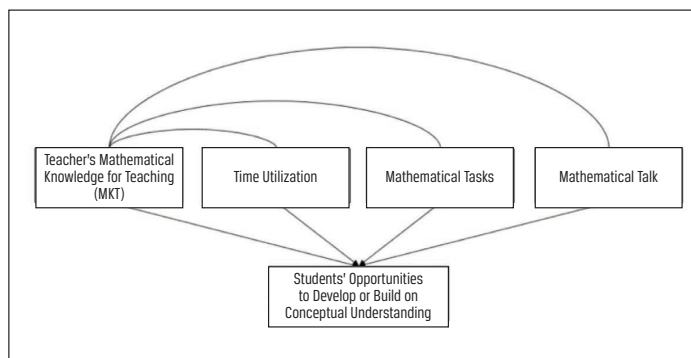 Teacher's Mathematical
Knowledge for Teaching
(MKT)
Time Utilization
Mathematical Tasks
Mathematical Talk
Students' Opportunities
to Develop or Build on
Conceptual Understanding